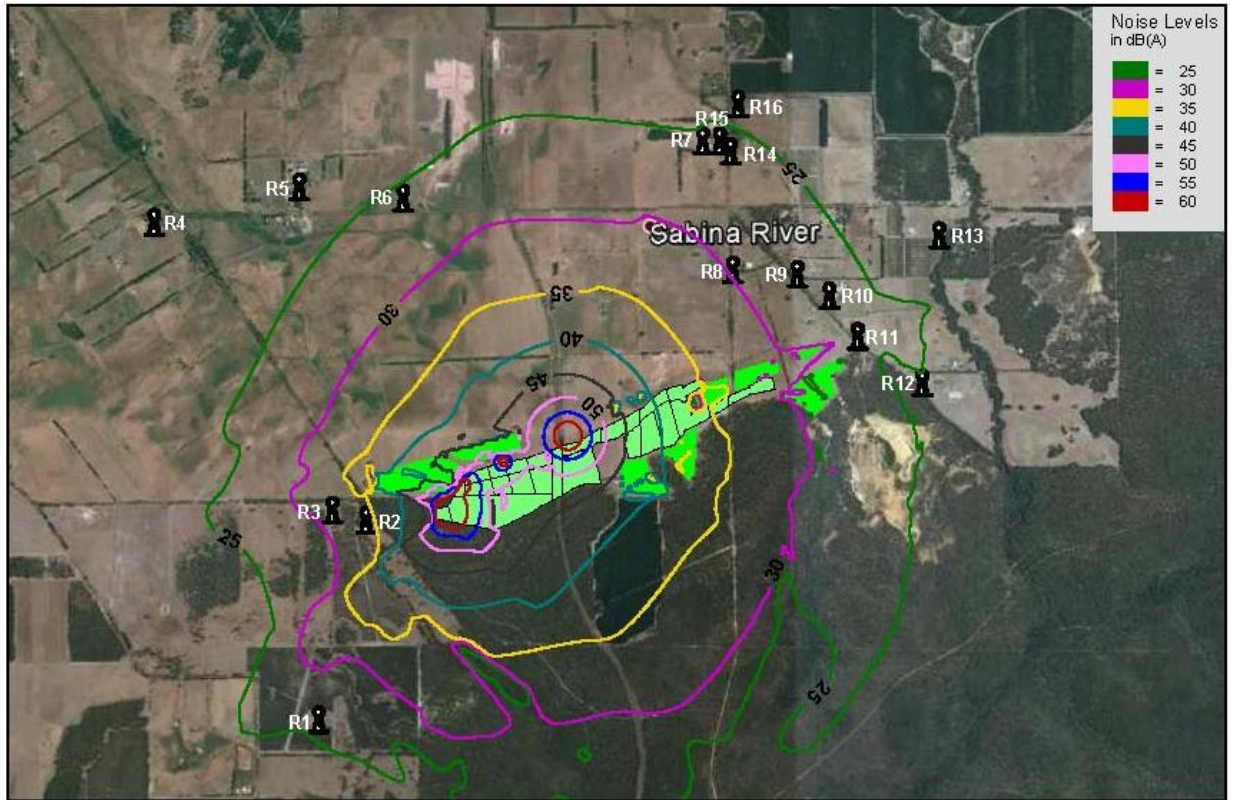 Noise Levels
in dB(A)
= 25
= 30
= 35
= 40
= 45
= 50
= 55
= 60
R16
R15
R7
R14
25
R5
R6
R4
Sabina River
R13
R8
R9
R10
35
30
40
R11
45
R12
50
R3
R2
25
30
25
R1